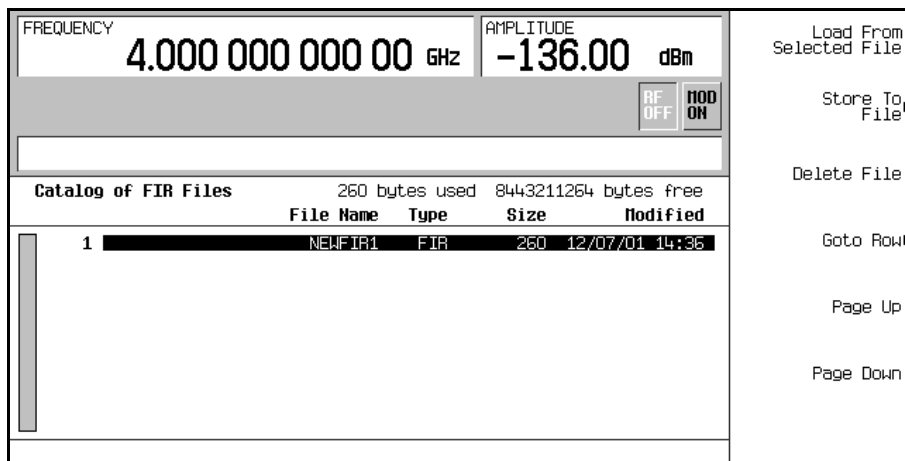 FREQUENCY
4.000 000 000 00 GHz
AMPLITUDE
-136.00 dBm
RF OFF
MOD ON
Catalog of FIR Files 260 bytes used 8443211264 bytes free
File Name Type Size Modified
1 NEWFIR1 FIR 260 12/07/01 14:36
Load From
Selected File
Store To
File
Delete File
Goto Row
Page Up
Page Down